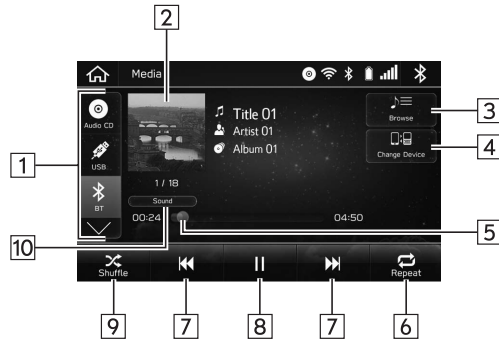 2
Media
Audio CD
USB
BT
1
Title 01
Artist 01
Album 01
Browse
3
Change Device
4
1 / 18
Sound
00:24
04:50
10
5
Shuffle
Repeat
9
7
8
7
6